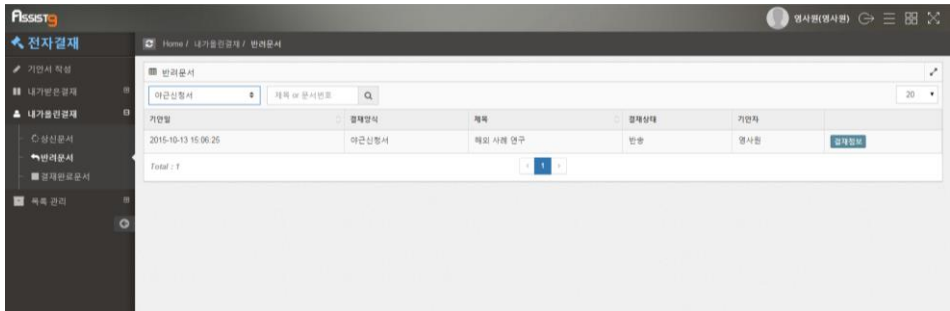 Assist9
영사원(영사원)
전자결재
Home / 내가올린결재 / 반려문서
기안서 작성
내가받은결재
내가올린결재
상신문서
반려문서
결재완료문서
목록 관리
반려문서
야근신청서
제목 or 문서번호
20
기안일 결재양식 제목 결재상태 기안자
2015-10-13 15:06:25 야근신청서 해외 사례 연구 반송 영사원 결재정보
Total : 1
1